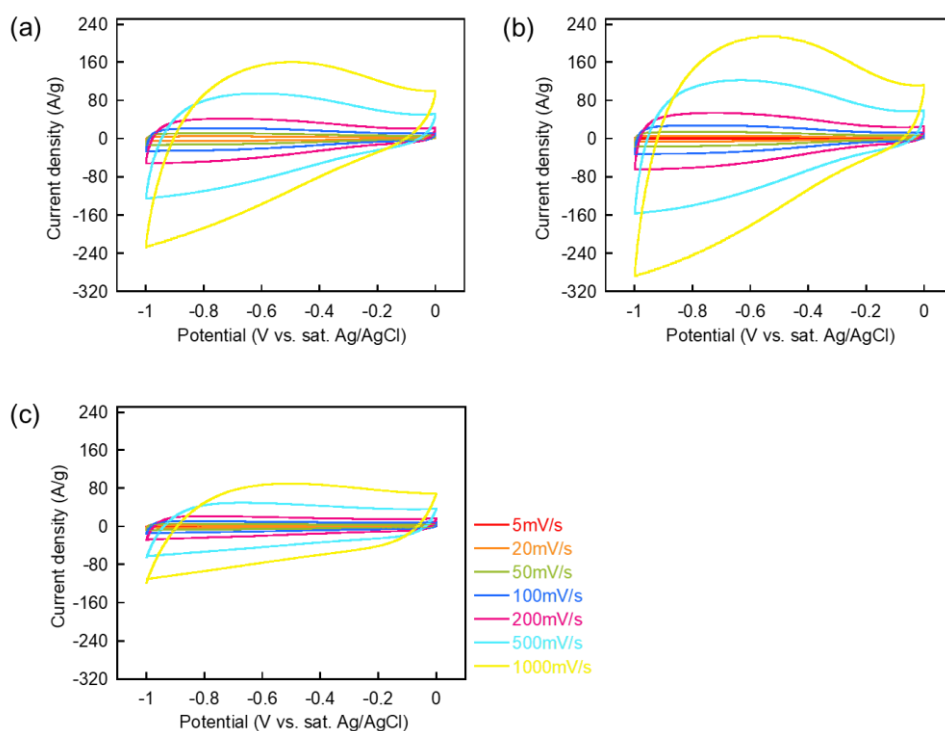 (a)
240
160
80
0
-80
-160
-240
-320
Current density (A/g)
-1 -0.8 -0.6 -0.4 -0.2 0
Potential (V vs. sat. Ag/AgCl)
(b)
240
160
80
0
-80
-160
-240
-320
Current density (A/g)
-1 -0.8 -0.6 -0.4 -0.2 0
Potential (V vs. sat. Ag/AgCl)
(c)
240
160
80
0
-80
-160
-240
-320
Current density (A/g)
-1 -0.8 -0.6 -0.4 -0.2 0
Potential (V vs. sat. Ag/AgCl)
5mV/s
20mV/s
50mV/s
100mV/s
200mV/s
500mV/s
1000mV/s